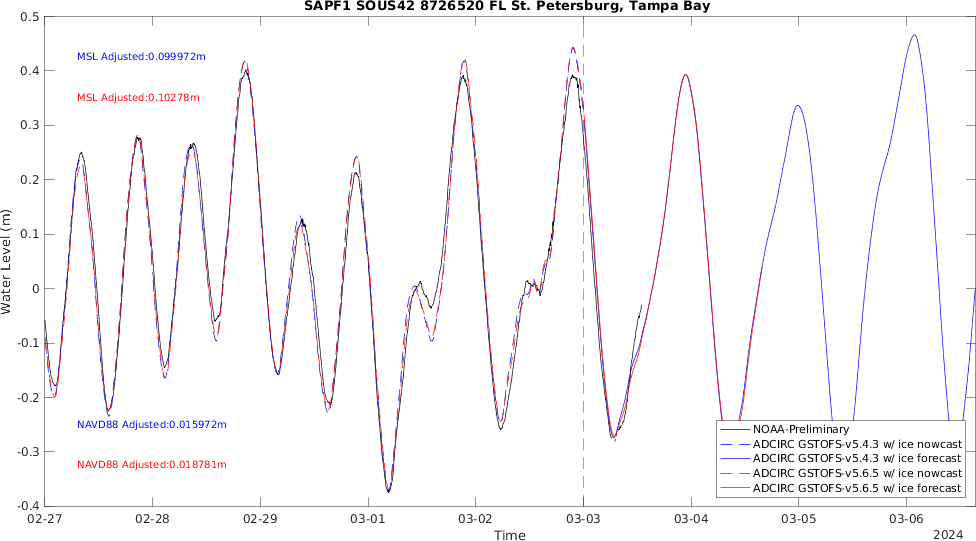 SAPF1 SOUS42 8726520 FL St. Petersburg, Tampa Bay
0.5
MSL Adjusted:0.099972m
0.4
MSL Adjusted:0.10278m
0.3
0.2
0.1
Water Level (m)
0
-0.1
-0.2
NAVD88 Adjusted:0.015972m
NOAA-Preliminary
ADCIRC GSTOFS-v5.4.3 w/ ice nowcast
-0.3
NAVD88 Adjusted:0.018781m
ADCIRC GSTOFS-v5.4.3 w/ ice forecast
ADCIRC GSTOFS-v5.6.5 w/ ice nowcast
ADCIRC GSTOFS-v5.6.5 w/ ice forecast
-0.4
02-27 02-28 02-29 03-01 03-02 03-03 03-04 03-05 03-06
Time
2024